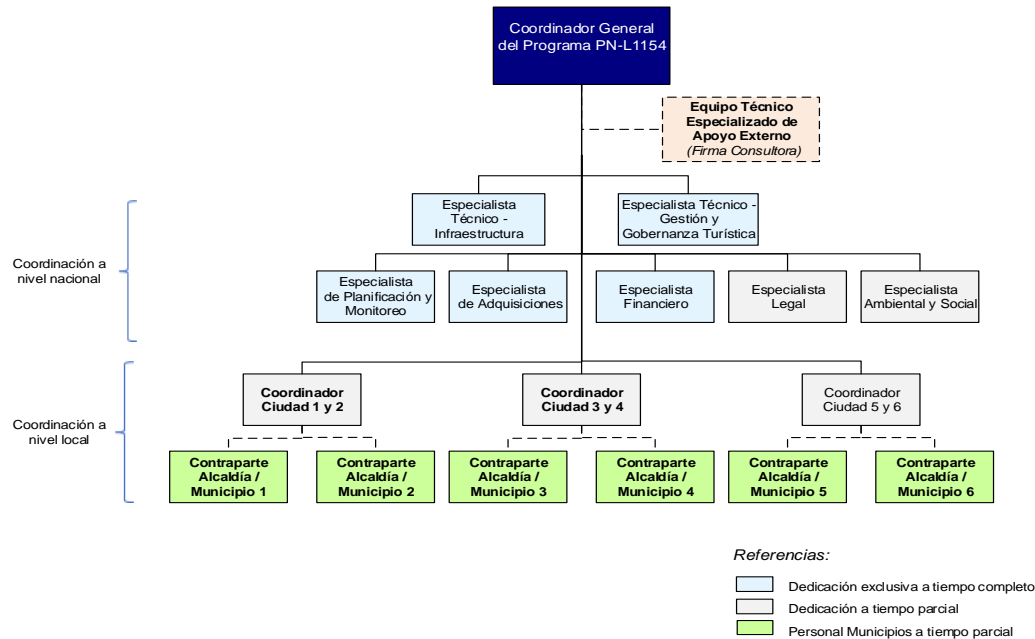 Coordinador General
del Programa PN-L1154
Equipo Técnico
Especializado de
Apoyo Externo
(Firma Consultora)
Coordinación a
nivel nacional
Especialista
Técnico -
Infraestructura
Especialista Técnico -
Gestión y
Gobernanza Turística
Especialista
de Planificación y
Monitoreo
Especialista
de Adquisiciones
Especialista
Financiero
Especialista
Legal
Especialista
Ambiental y Social
Coordinación a
nivel local
Coordinador
Ciudad 1 y 2
Coordinador
Ciudad 3 y 4
Coordinador
Ciudad 5 y 6
Contraparte
Alcaldía /
Municipio 1
Contraparte
Alcaldía /
Municipio 2
Contraparte
Alcaldía /
Municipio 3
Contraparte
Alcaldía /
Municipio 4
Contraparte
Alcaldía /
Municipio 5
Contraparte
Alcaldía /
Municipio 6
Referencias:
Dedicación exclusiva a tiempo completo
Dedicación a tiempo parcial
Personal Municipios a tiempo parcial